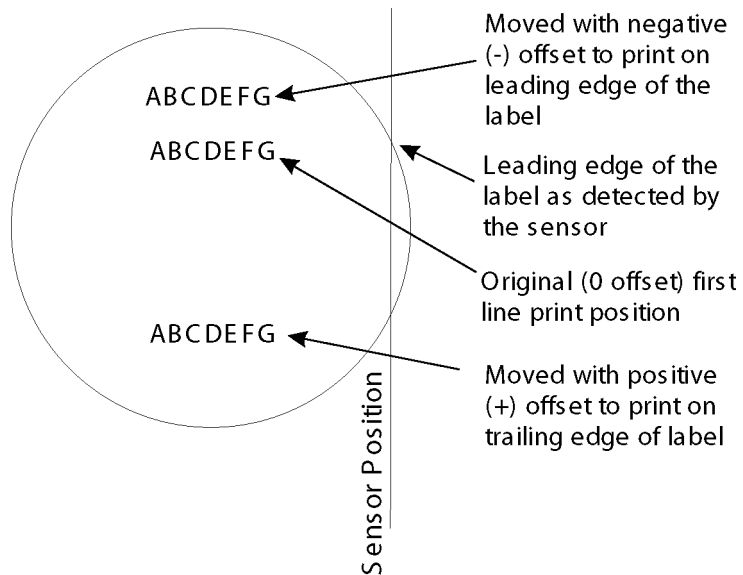 Moved with negative
(-) offset to print on
leading edge of the
label
ABCDEFG
ABCDEFG
Leading edge of the
label as detected by
the sensor
Original (0 offset) first
line print position
ABCDEFG
Moved with positive
(+) offset to print on
trailing edge of label
Sensor Position